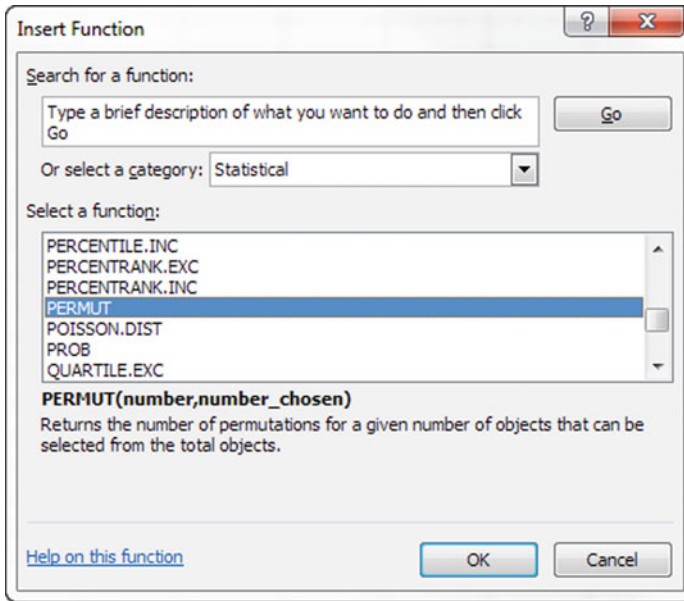 Insert Function
?
X
Search for a function:
Type a brief description of what you want to do and then click
Go
Go
Or select a category: Statistical
Select a function:
PERCENTILE.INC
PERCENTRANK.EXC
PERCENTRANK.INC
PERMUT
POISSON.DIST
PROB
QUARTILE.EXC
PERMUT(number,number_chosen)
Returns the number of permutations for a given number of objects that can be
selected from the total objects.
Help on this function
OK
Cancel